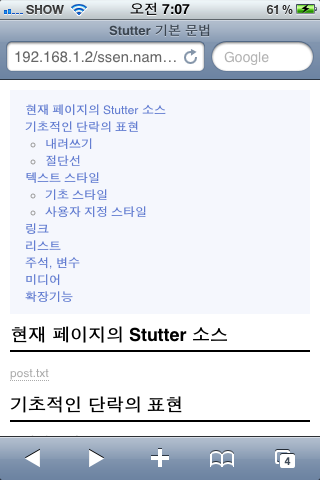 SHOW 오전 7:07 61 %
Stutter 기본 문법
192.168.1.2/ssen.nam... Google
현재 페이지의 Stutter 소스
기초적인 단락의 표현
내려쓰기
절단선
텍스트 스타일
기초 스타일
사용자 지정 스타일
링크
리스트
주석, 변수
미디어
확장기능
현재 페이지의 Stutter 소스
post.txt
기초적인 단락의 표현
4